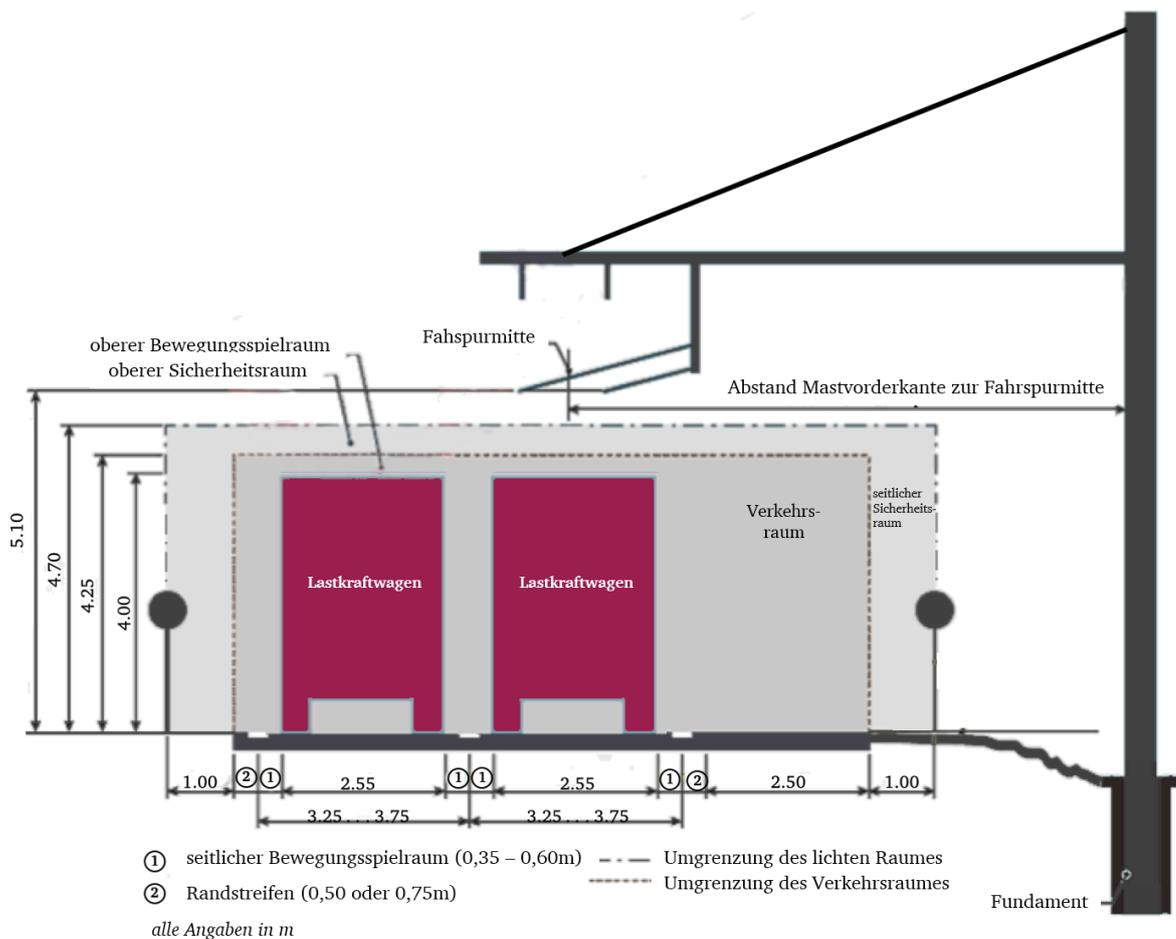 Fahspurmitte
oberer Bewegungsspielraum
oberer Sicherheitsraum
Abstand Mastvorderkante zur Fahrspurmitte
seitlicher
Sicherheits-
raum
Verkehrs-
raum
Lastkraftwagen
Lastkraftwagen
5.10
4.70
4.25
4.00
1.00 2 1 2.55 1 1 2.55 1 2 2.50 1.00
3.25 . . . 3.75 3.25 . . . 3.75
1 seitlicher Bewegungsspielraum (0,35 – 0,60m)
Umgrenzung des lichten Raumes
2 Randstreifen (0,50 oder 0,75m)
Umgrenzung des Verkehrsraumes
Fundament
alle Angaben in m